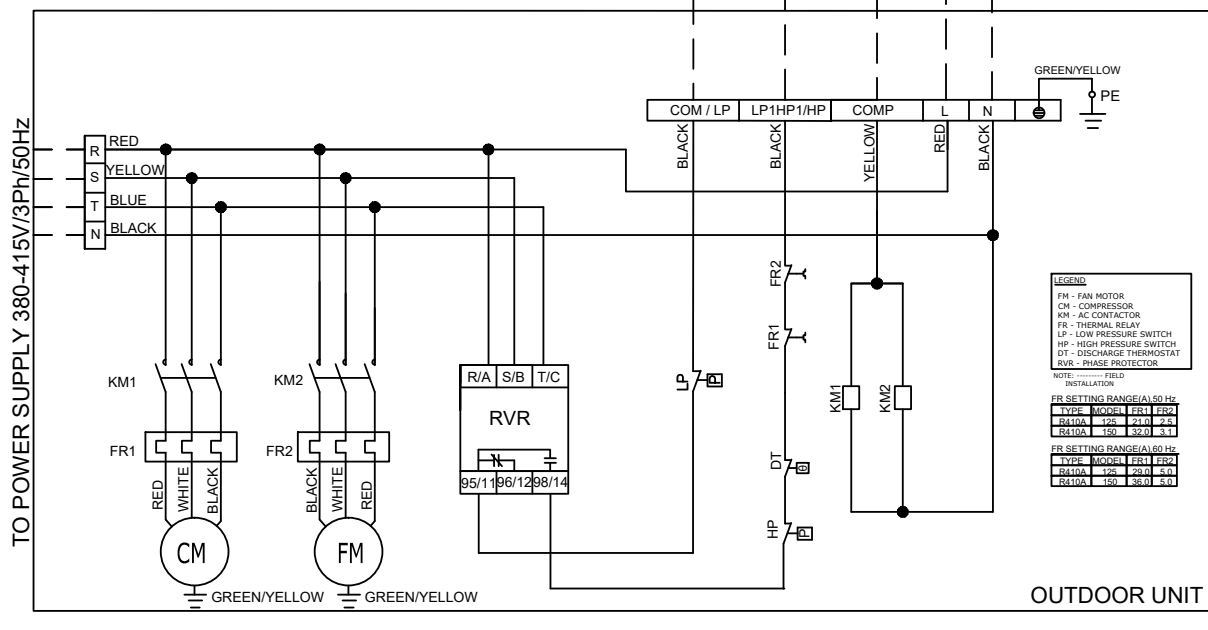 GREEN/YELLOW
PE
COM / LP LP1HP1/HP COMP L N
BLACK BLACK YELLOW RED BLACK
TO POWER SUPPLY 380-415V/3Ph/50Hz
R RED
S YELLOW
T BLUE
N BLACK
FR2
FR1
LP P
DT θ
HP P
KM1 KM2
KM1
KM2
R/A S/B T/C
RVR
95/11 96/12 98/14
FR1
FR2
RED WHITE BLACK
BLACK WHITE RED
CM
FM
GREEN/YELLOW
GREEN/YELLOW
LEGEND
FM - FAN MOTOR
CM - COMPRESSOR
KM - AC CONTACTOR
FR - THERMAL RELAY
LP - LOW PRESSURE SWITCH
HP - HIGH PRESSURE SWITCH
DT - DISCHARGE THERMOSTAT
RVR - PHASE PROTECTOR
NOTE: --------- FIELD
INSTALLATION
FR SETTING RANGE(A),50 Hz
TYPE MODEL FR1 FR2
R410A 125 21.0 2.5
R410A 150 32.0 3.1
FR SETTING RANGE(A),60 Hz
TYPE MODEL FR1 FR2
R410A 125 29.0 5.0
R410A 150 36.0 5.0
OUTDOOR UNIT